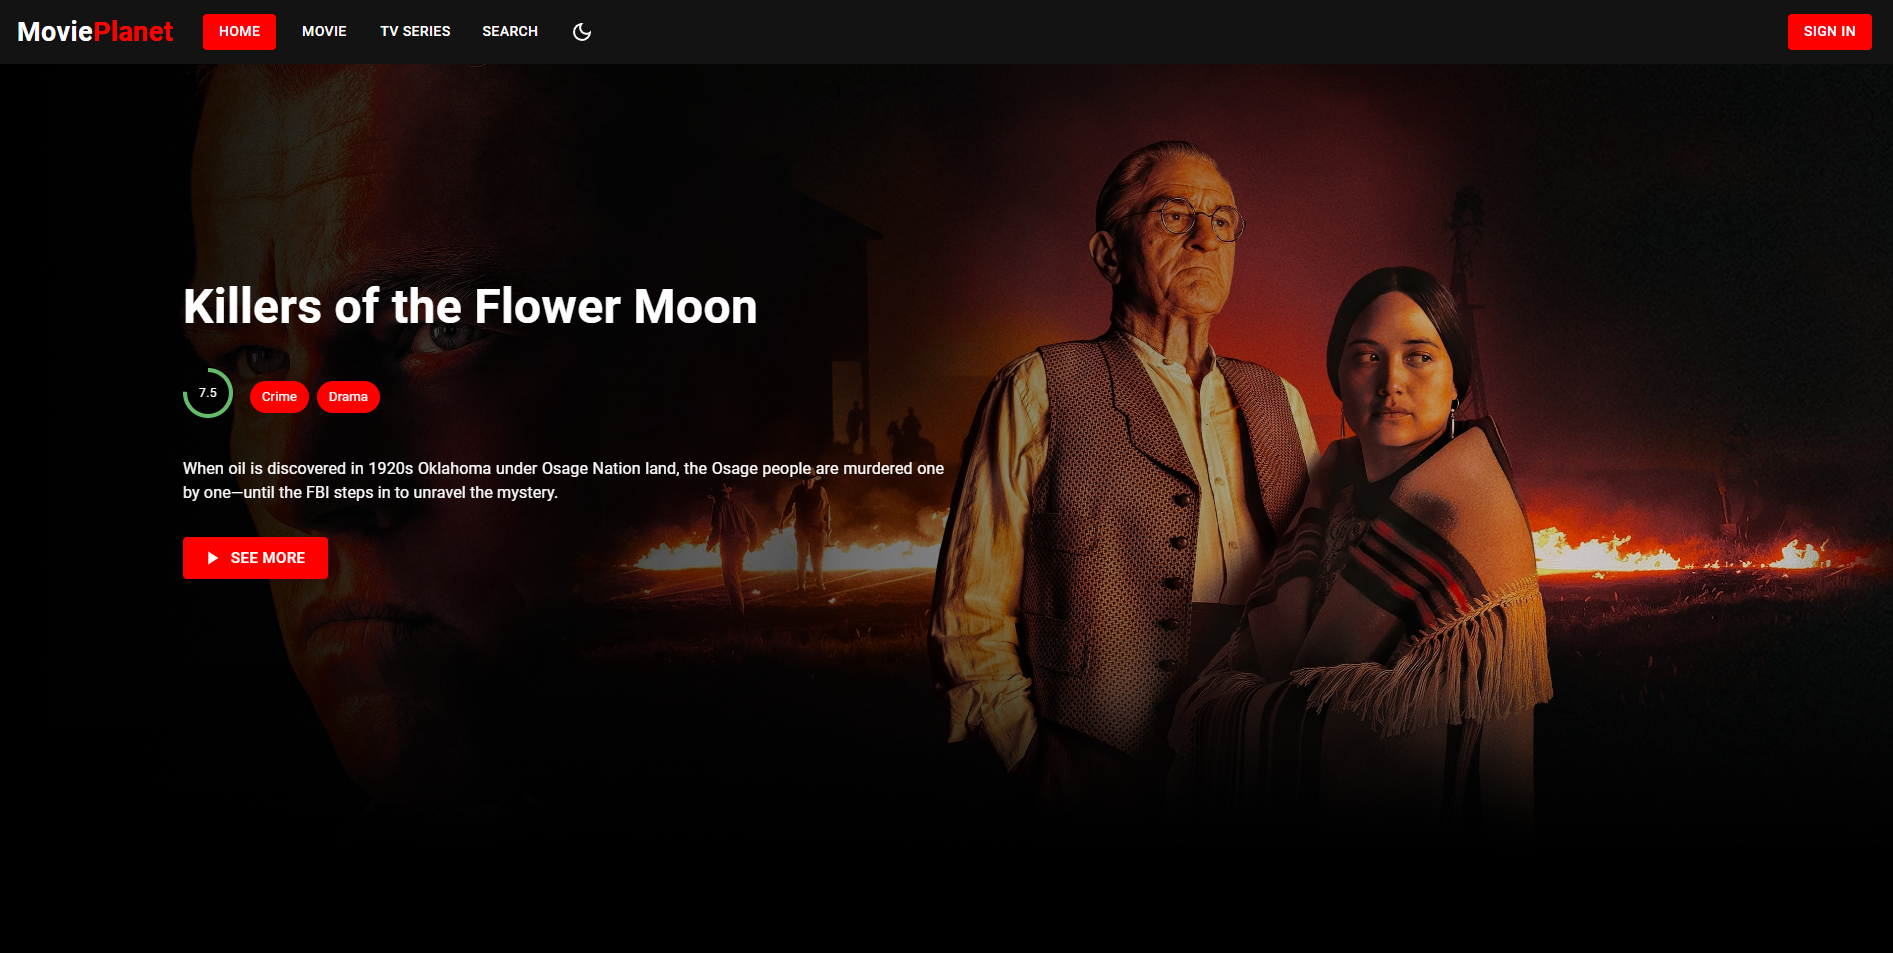 MoviePlanet HOME MOVIE TV SERIES SEARCH SIGN IN
Killers of the Flower Moon
7.5 Crime Drama
When oil is discovered in 1920s Oklahoma under Osage Nation land, the Osage people are murdered one
by one—until the FBI steps in to unravel the mystery.
SEE MORE